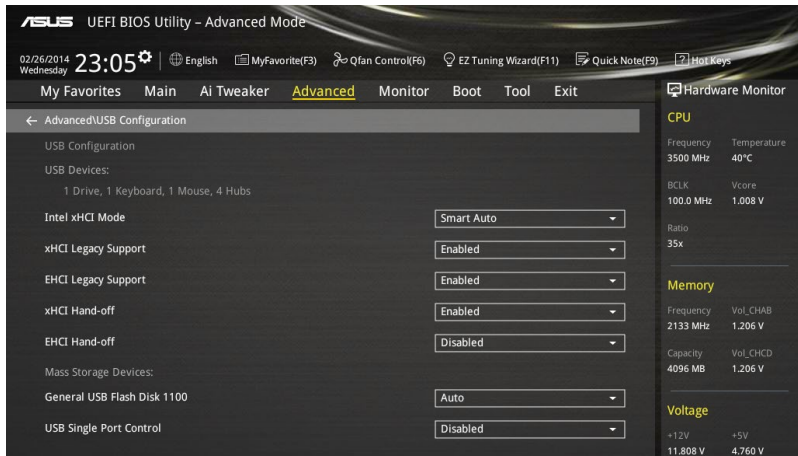 ASUS UEFI BIOS Utility – Advanced Mode
02/26/2014
Wednesday
23:05
English
MyFavorite(F3)
Qfan Control(F6)
EZ Tuning Wizard(F11)
Quick Note(F9)
? Hot Keys
My Favorites Main Ai Tweaker Advanced Monitor Boot Tool Exit
← Advanced\USB Configuration
USB Configuration
USB Devices:
1 Drive, 1 Keyboard, 1 Mouse, 4 Hubs
Intel xHCI Mode Smart Auto
xHCI Legacy Support Enabled
EHCI Legacy Support Enabled
xHCI Hand-off Enabled
EHCI Hand-off Disabled
Mass Storage Devices:
General USB Flash Disk 1100 Auto
USB Single Port Control Disabled
Hardware Monitor
CPU
Frequency Temperature
3500 MHz 40°C
BCLK Vcore
100.0 MHz 1.008 V
Ratio
35x
Memory
Frequency Vol_CHAB
2133 MHz 1.206 V
Capacity Vol_CHCD
4096 MB 1.206 V
Voltage
+12V +5V
11.808 V 4.760 V